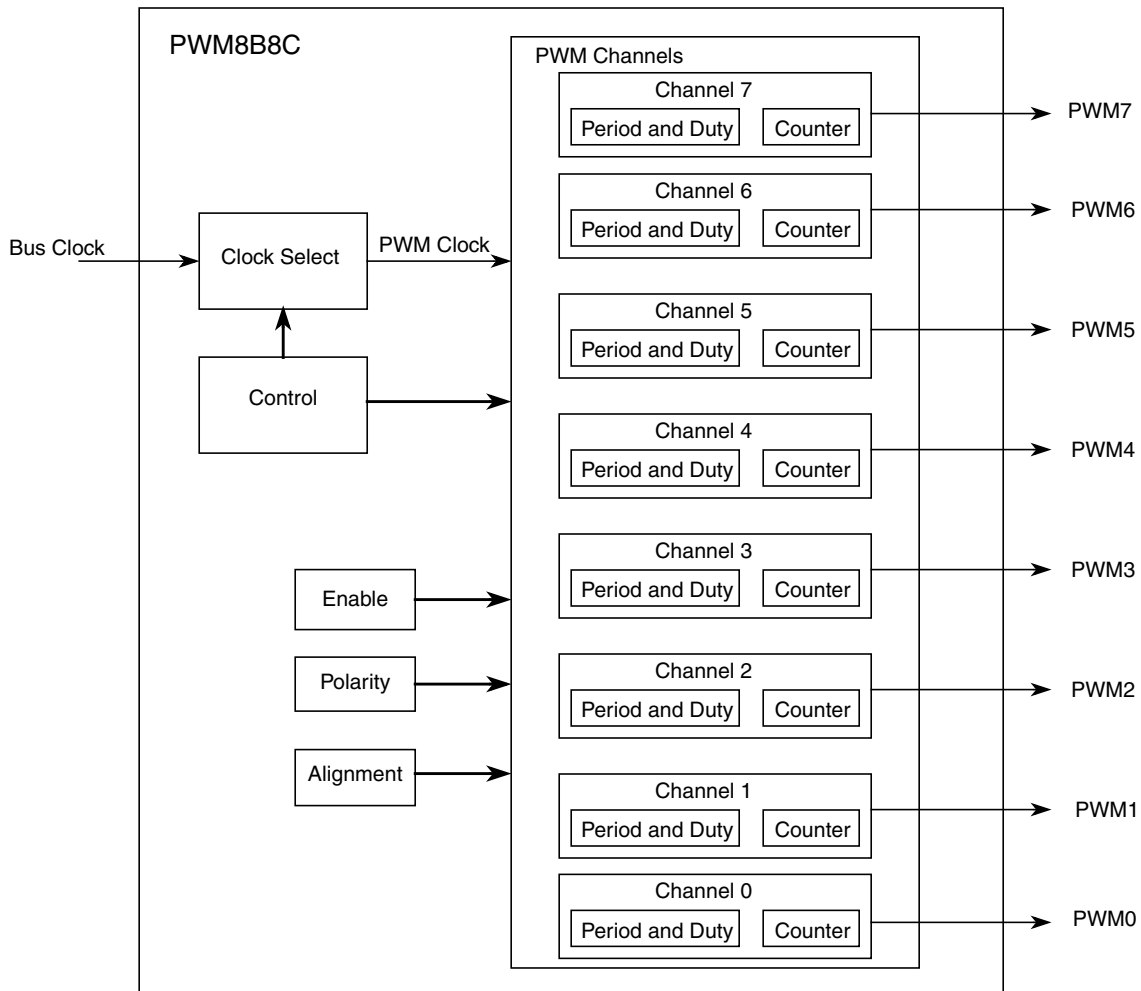 PWM8B8C
PWM Channels
Channel 7
Period and Duty Counter
PWM7
Channel 6
Period and Duty Counter
PWM6
Bus Clock
Clock Select
PWM Clock
Channel 5
Period and Duty Counter
PWM5
Control
Channel 4
Period and Duty Counter
PWM4
Channel 3
Period and Duty Counter
PWM3
Enable
Polarity
Channel 2
Period and Duty Counter
PWM2
Alignment
Channel 1
Period and Duty Counter
PWM1
Channel 0
Period and Duty Counter
PWM0